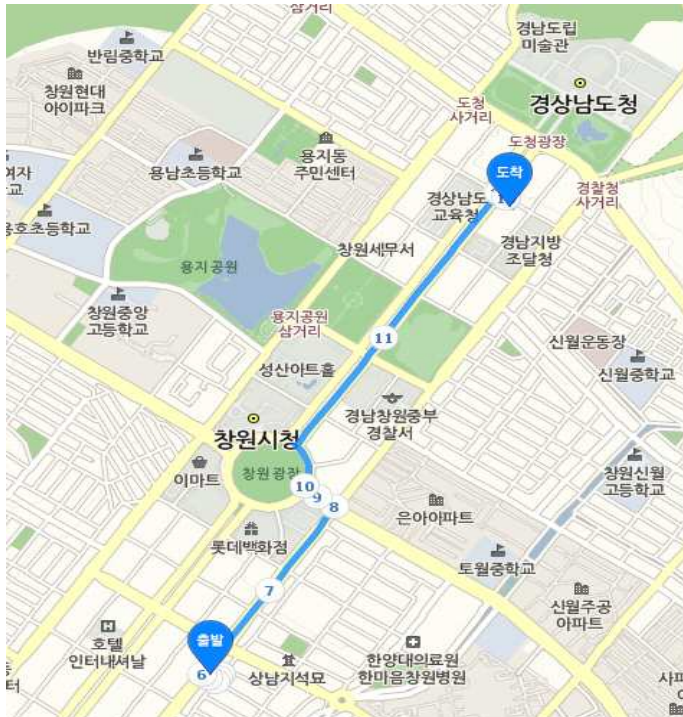 사거리
경남도립
미술관
반림중학교
창원현대
아이파크
경상남도청
도청
사거리
도청광장
용지동
주민센터
용남초등학교
여자
교
도착
1
경상남도
교육청
경찰청
사거리
용호초등학교
창원세무서
경남지방
조달청
용지 공원
창원중앙
고등학교
용지공원
삼거리
11
신월운동장
신월중학교
성산아트홀
경남창원중부
경찰서
창원시청
창원신월
고등학교
이마트
창원 광장
10
9
8
은아아파트
롯데백화점
토월중학교
7
신월주공
아파트
출발
호텔
인터내셔날
6
상남지석묘
한양대의료원
한마음창원병원
터
사파